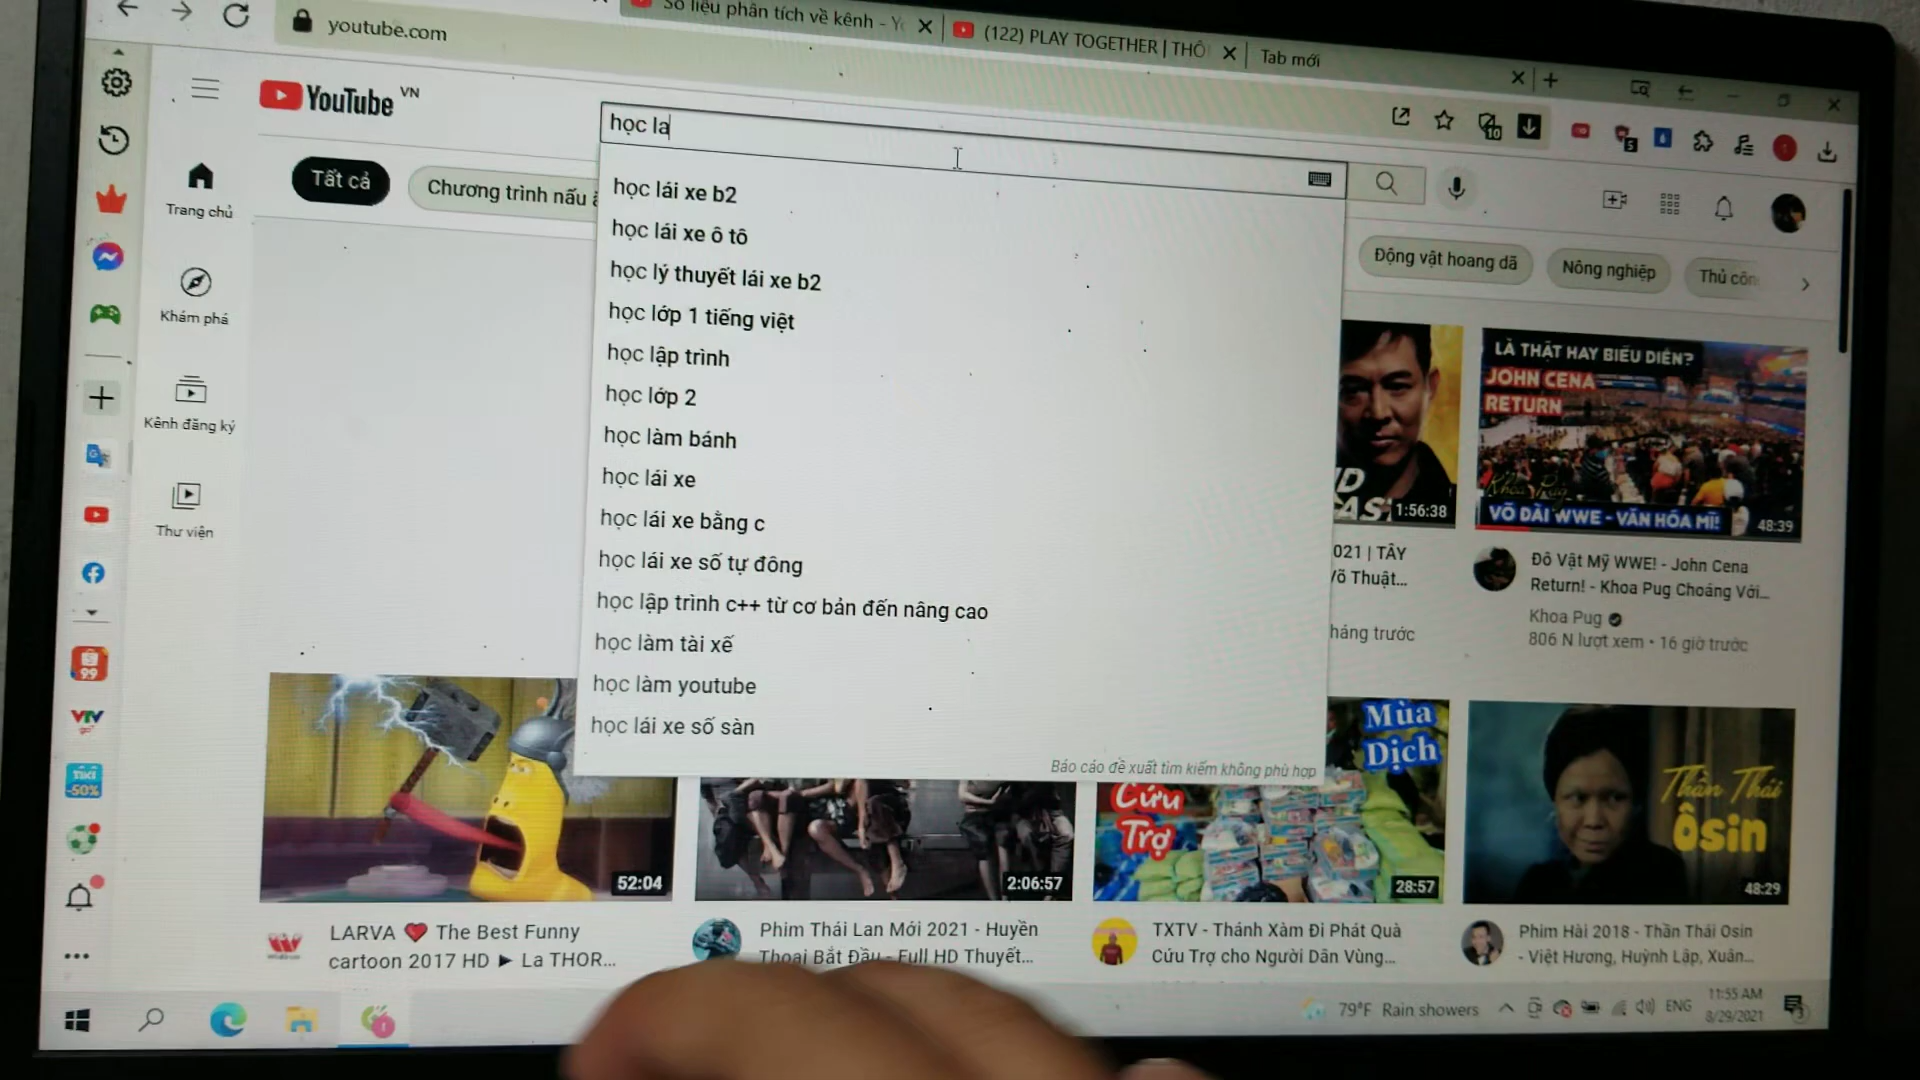 Số liệu phân tích về kênh - Y
(122) PLAY TOGETHER | THÔ
Tab mới
youtube.com
YouTube VN
học la
Tất cả
Chương trình nấu
Động vật hoang dã
Nông nghiệp
Thủ côn
Trang chủ
Khám phá
Kênh đăng ký
Thư viện
học lái xe b2
học lái xe ô tô
học lý thuyết lái xe b2
học lớp 1 tiếng việt
học lập trình
học lớp 2
học làm bánh
học lái xe
học lái xe bằng c
học lái xe số tự đông
học lập trình c++ từ cơ bản đến nâng cao
học làm tài xế
học làm youtube
học lái xe số sàn
Báo cáo đề xuất tìm kiếm không phù hợp
1:56:38
021 | TÂY
Võ Thuật...
háng trước
LÀ THẬT HAY BIỂU DIỄN?
JOHN CENA
RETURN
Khoa Pug
VÕ ĐÀI WWE - VĂN HÓA MĨ!
48:39
Đô Vật Mỹ WWE! - John Cena
Return! - Khoa Pug Choáng Với...
Khoa Pug
806 N lượt xem • 16 giờ trước
52:04
LARVA ❤️ The Best Funny
cartoon 2017 HD ► La THOR...
2:06:57
Phim Thái Lan Mới 2021 - Huyền
Thoại Bắt Đầu - Full HD Thuyết...
Mùa
Dịch
Cứu
Trợ
28:57
TXTV - Thánh Xàm Đi Phát Quà
Cứu Trợ cho Người Dân Vùng...
Thần Thái
Ôsin
48:29
Phim Hài 2018 - Thần Thái Osin
- Việt Hương, Huỳnh Lập, Xuân...
99
VTV
go
TIKI
-50%
79°F Rain showers
ENG
11:55 AM
8/29/2021